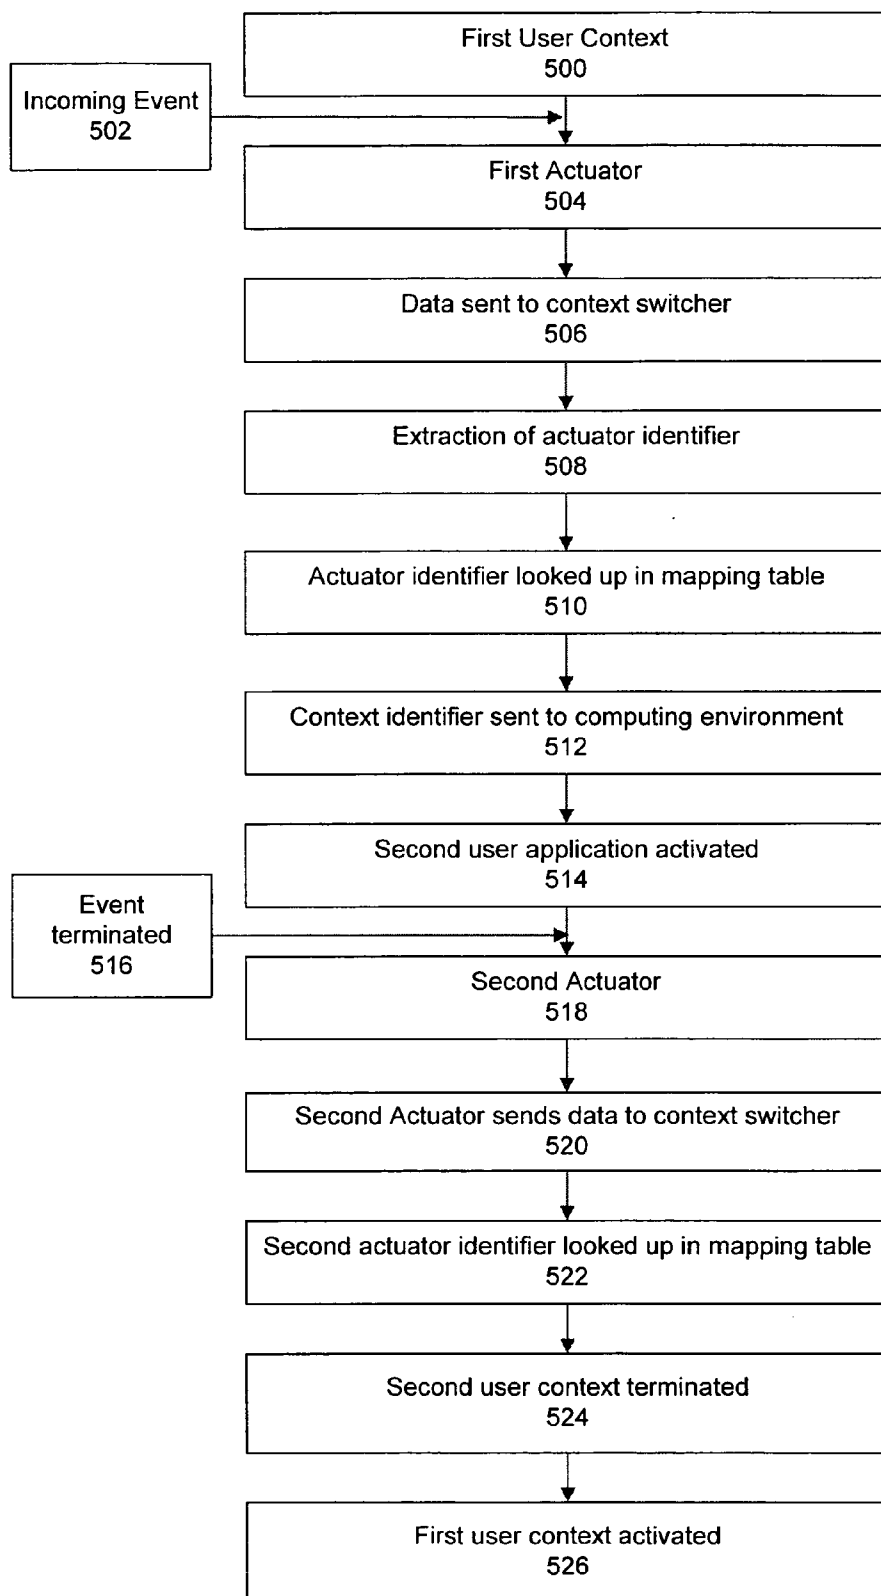 First User Context
500
Incoming Event
502
First Actuator
504
Data sent to context switcher
506
Extraction of actuator identifier
508
Actuator identifier looked up in mapping table
510
Context identifier sent to computing environment
512
Second user application activated
514
Event
terminated
516
Second Actuator
518
Second Actuator sends data to context switcher
520
Second actuator identifier looked up in mapping table
522
Second user context terminated
524
First user context activated
526